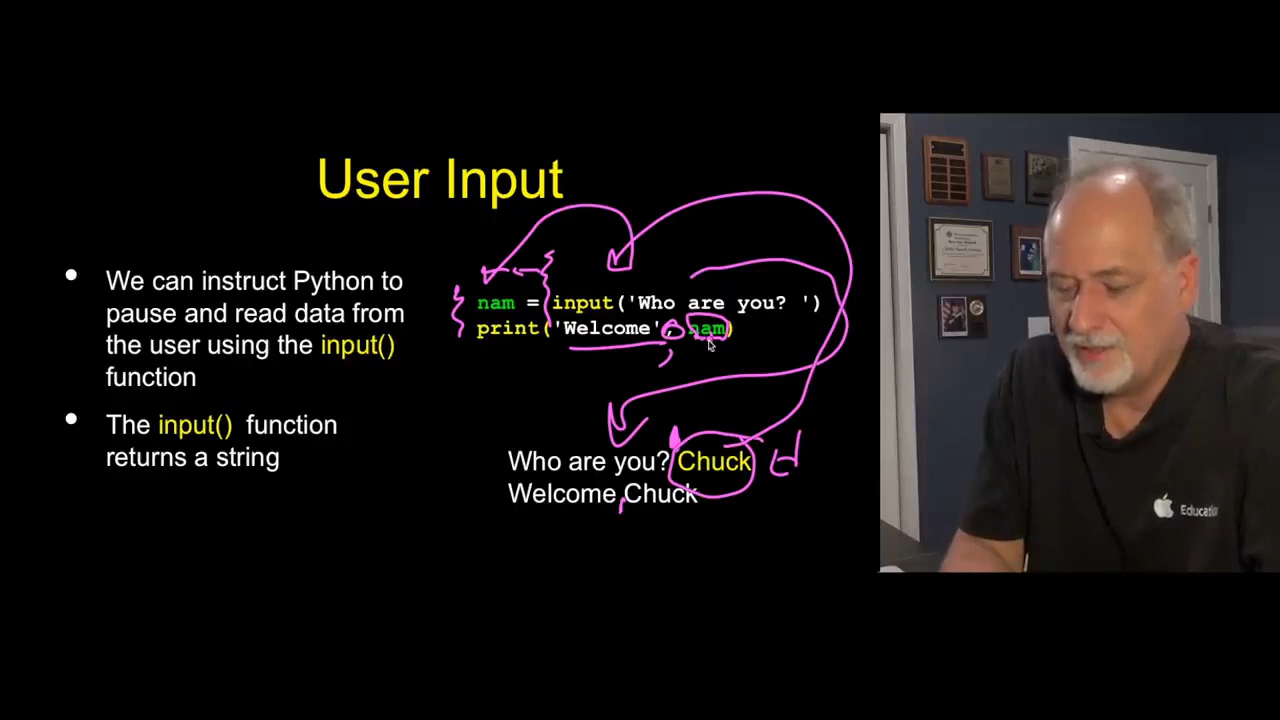 User Input
• We can instruct Python to
pause and read data from
the user using the input()
function
• The input() function
returns a string
nam = input('Who are you? ')
print('Welcome', nam)
Who are you? Chuck
Welcome Chuck
Education